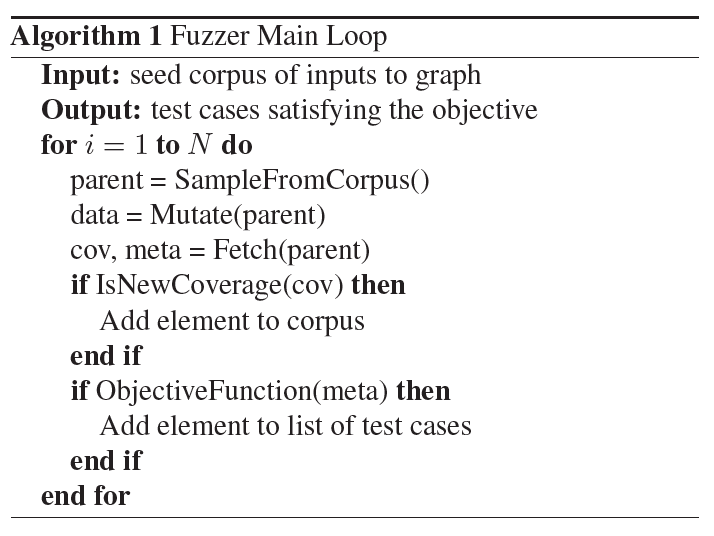 Algorithm 1 Fuzzer Main Loop
Input: seed corpus of inputs to graph
Output: test cases satisfying the objective
for i = 1 to N do
parent = SampleFromCorpus()
data = Mutate(parent)
cov, meta = Fetch(parent)
if IsNewCoverage(cov) then
Add element to corpus
end if
if ObjectiveFunction(meta) then
Add element to list of test cases
end if
end for